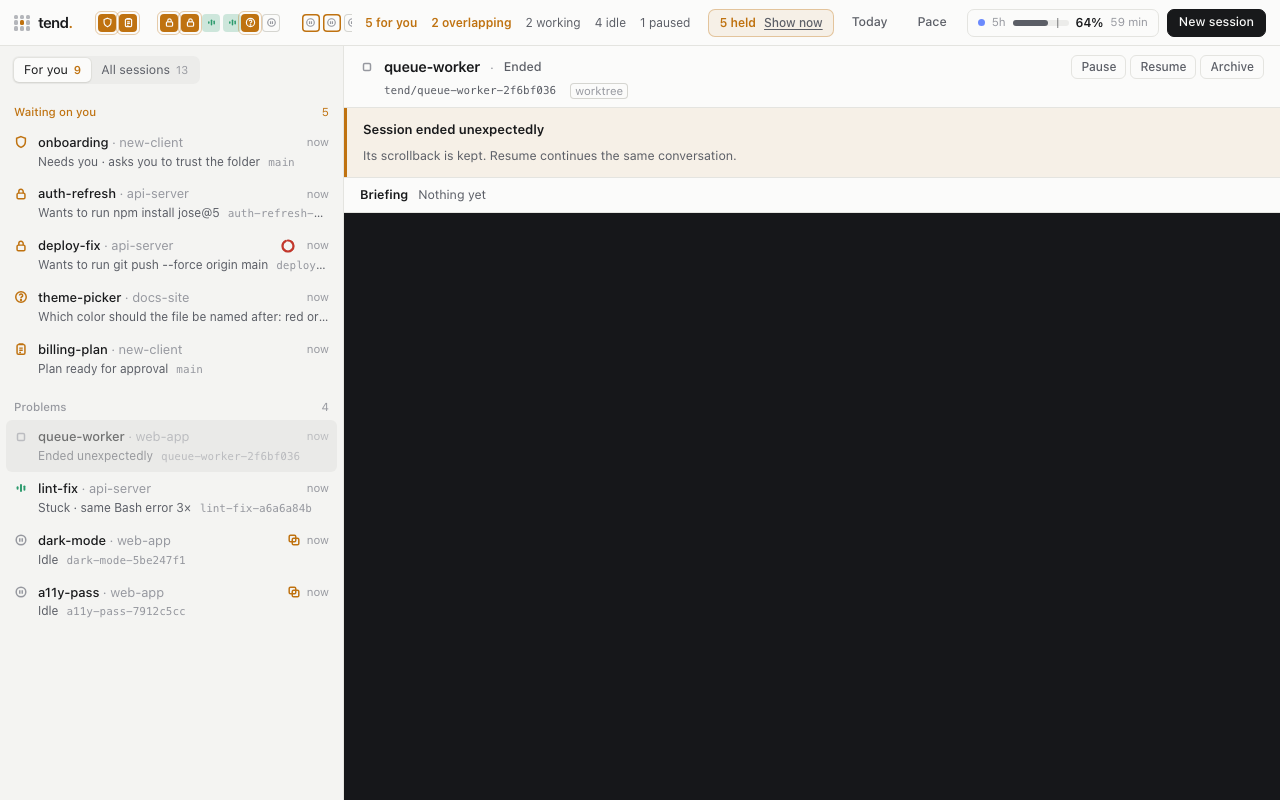 tend.
5 for you 2 overlapping 2 working 4 idle 1 paused
5 held Show now
Today
Pace
5h 64% 59 min
New session
For you 9
All sessions 13
Waiting on you 5
onboarding · new-client now
Needs you · asks you to trust the folder main
auth-refresh · api-server now
Wants to run npm install jose@5 auth-refresh-…
deploy-fix · api-server now
Wants to run git push --force origin main deploy…
theme-picker · docs-site now
Which color should the file be named after: red or…
billing-plan · new-client now
Plan ready for approval main
Problems 4
queue-worker · web-app now
Ended unexpectedly queue-worker-2f6bf036
lint-fix · api-server now
Stuck · same Bash error 3× lint-fix-a6a6a84b
dark-mode · web-app now
Idle dark-mode-5be247f1
a11y-pass · web-app now
Idle a11y-pass-7912c5cc
queue-worker · Ended
Pause
Resume
Archive
tend/queue-worker-2f6bf036 worktree
Session ended unexpectedly
Its scrollback is kept. Resume continues the same conversation.
Briefing Nothing yet